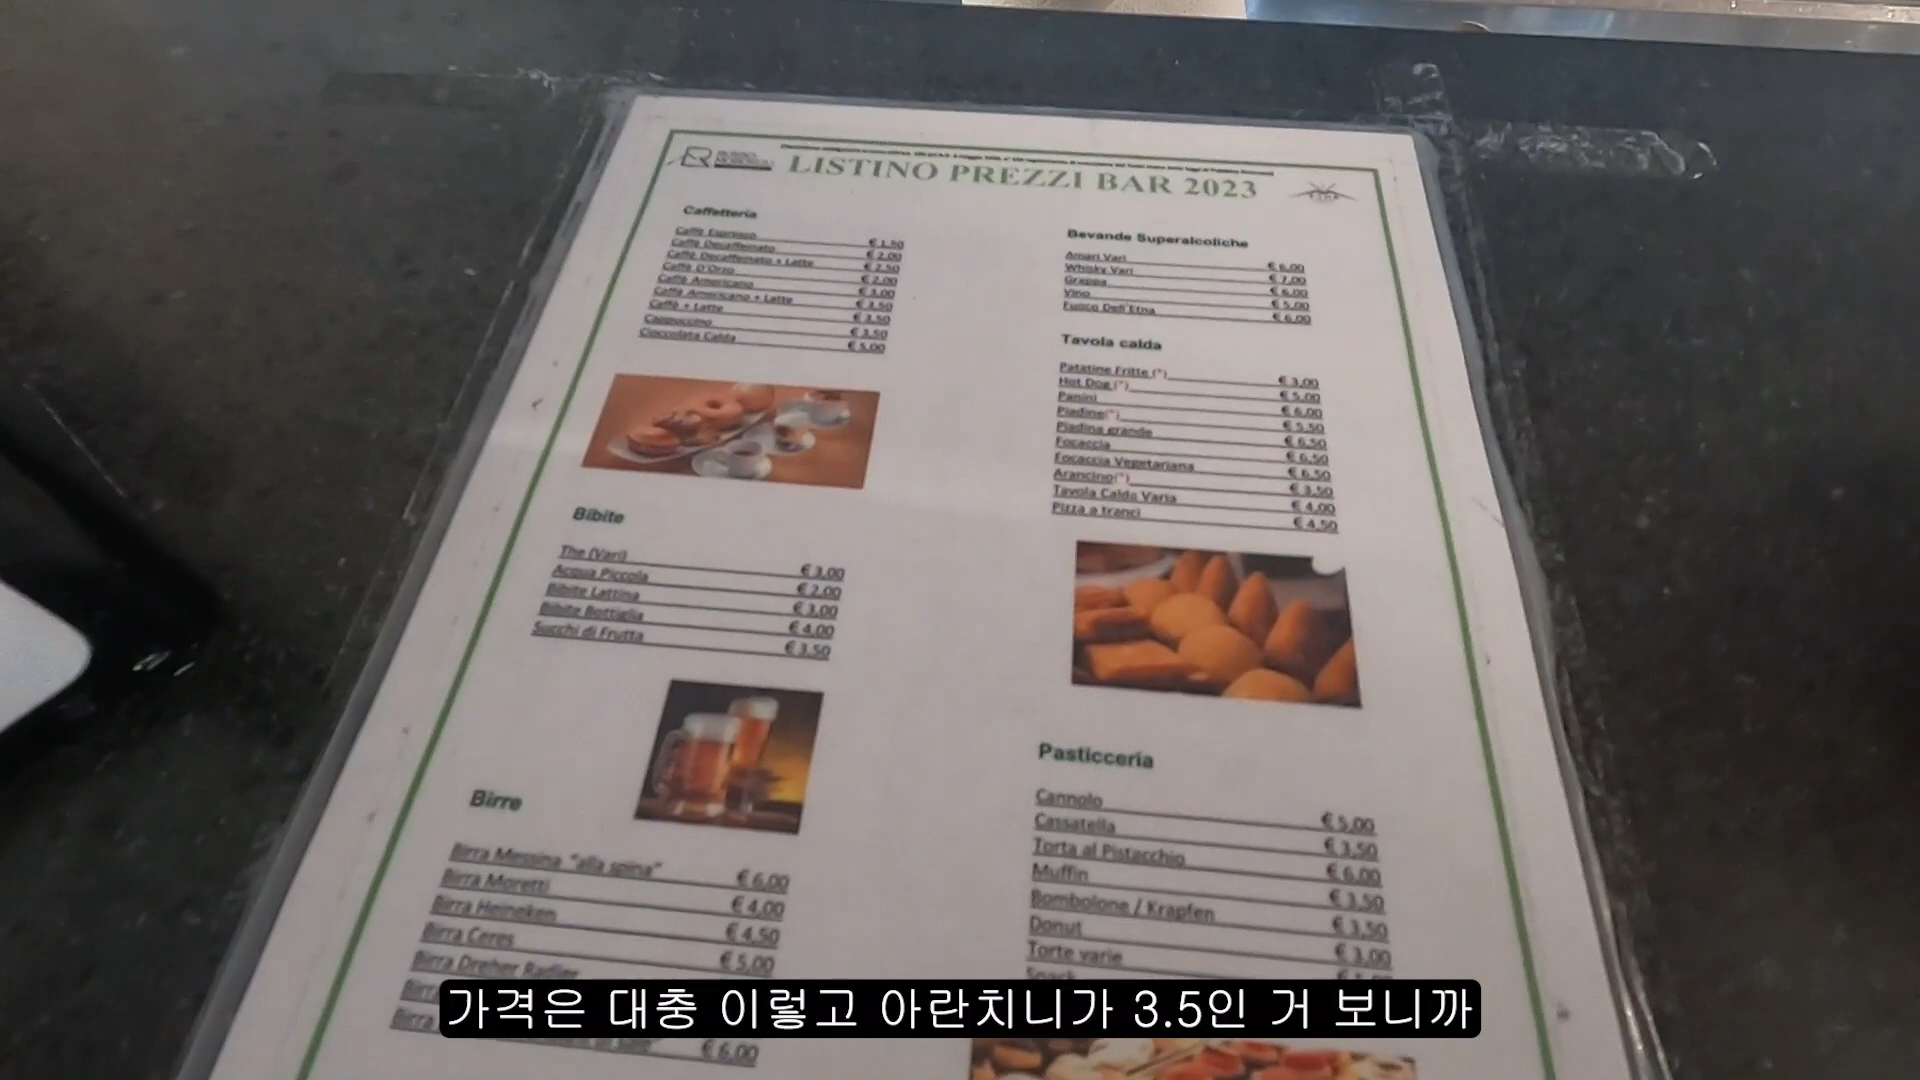 LISTINO PREZZI BAR 2023
Caffetteria
Caffè Espresso € 1,50
Caffè Decaffeinato € 2,00
Caffè Decaffeinato + Latte € 2,50
Caffè D'Orzo € 2,00
Caffè Americano € 3,00
Caffè Americano + Latte € 3,50
Caffè + Latte € 3,50
Cappuccino € 3,50
Cioccolata Calda € 5,00
Bibite
The (Vari) € 3,00
Acqua Piccola € 2,00
Bibite Lattina € 3,00
Bibite Bottiglia € 4,00
Succhi di Frutta € 3,50
Birre
Birra Messina "alla spina" € 6,00
Birra Moretti € 4,00
Birra Heineken € 4,50
Birra Ceres € 5,00
Birra Dreher Radler
Birra
Birra
€ 6,00
Bevande Superalcoliche
Amari Vari € 6,00
Whisky Vari € 7,00
Grappa € 6,00
Vino € 5,00
Fuoco Dell'Etna € 6,00
Tavola calda
Patatine Fritte (*) € 3,00
Hot Dog (*) € 5,00
Panini € 6,00
Piadine(*) € 5,50
Piadina grande € 6,50
Focaccia € 6,50
Focaccia Vegetariana € 6,50
Arancino(*) € 3,50
Tavola Calda Varia € 4,00
Pizza a tranci € 4,50
Pasticceria
Cannolo € 5,00
Cassatella € 3,50
Torta al Pistacchio € 6,00
Muffin € 3,50
Bombolone / Krapfen € 3,50
Donut € 3,00
Torte varie
Snack
가격은 대충 이렇고 아란치니가 3.5인 거 보니까